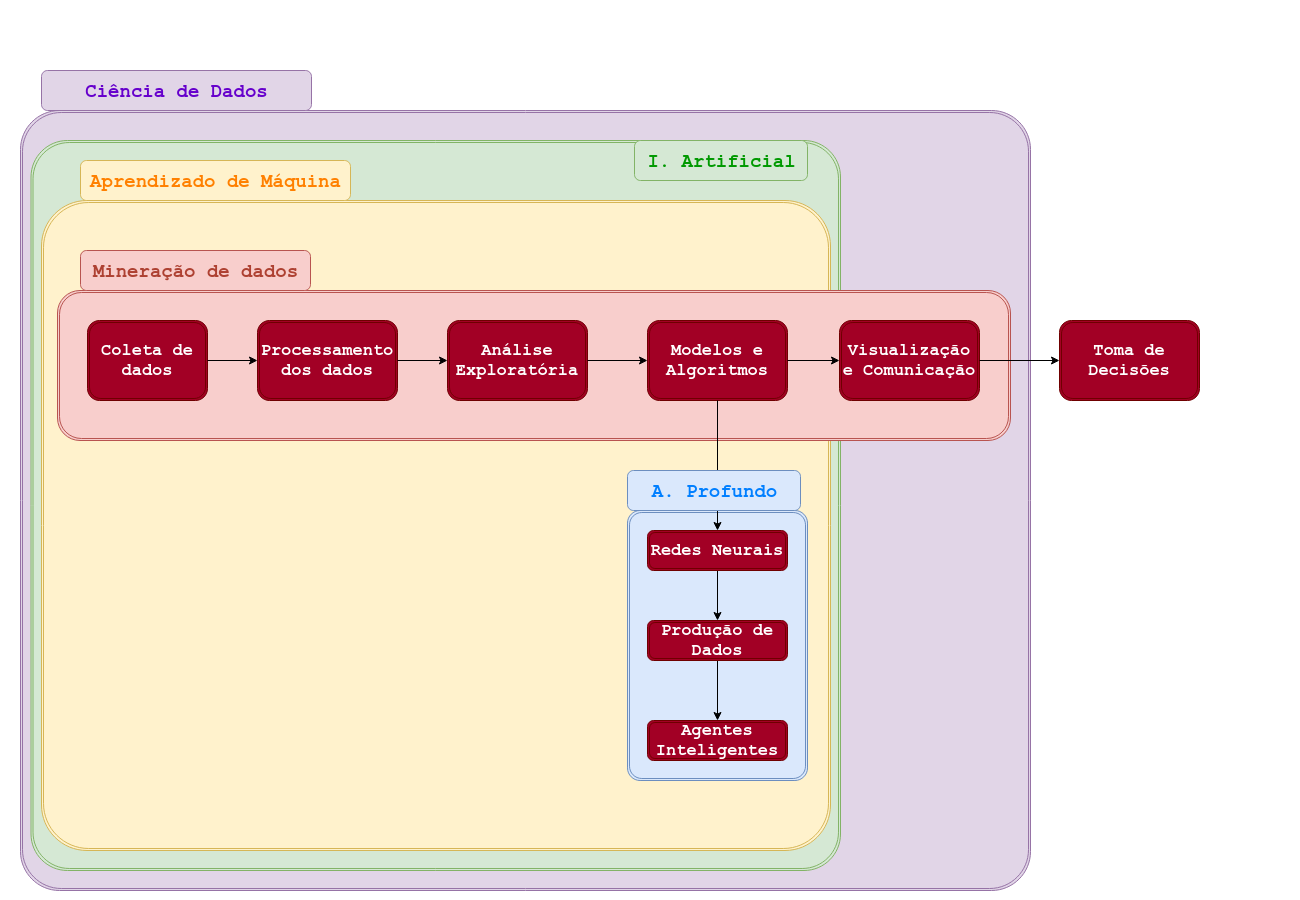 Ciência de Dados
I. Artificial
Aprendizado de Máquina
Mineração de dados
Coleta de
dados
Processamento
dos dados
Análise
Exploratória
Modelos e
Algoritmos
Visualização
e Comunicação
Toma de
Decisões
A. Profundo
Redes Neurais
Produção de
Dados
Agentes
Inteligentes